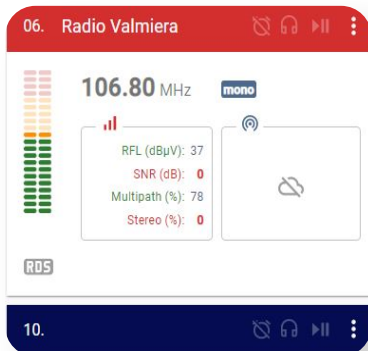 06. Radio Valmiera
106.80 MHz mono
RFL (dBµV): 37
SNR (dB): 0
Multipath (%): 78
Stereo (%): 0
RDS
10.